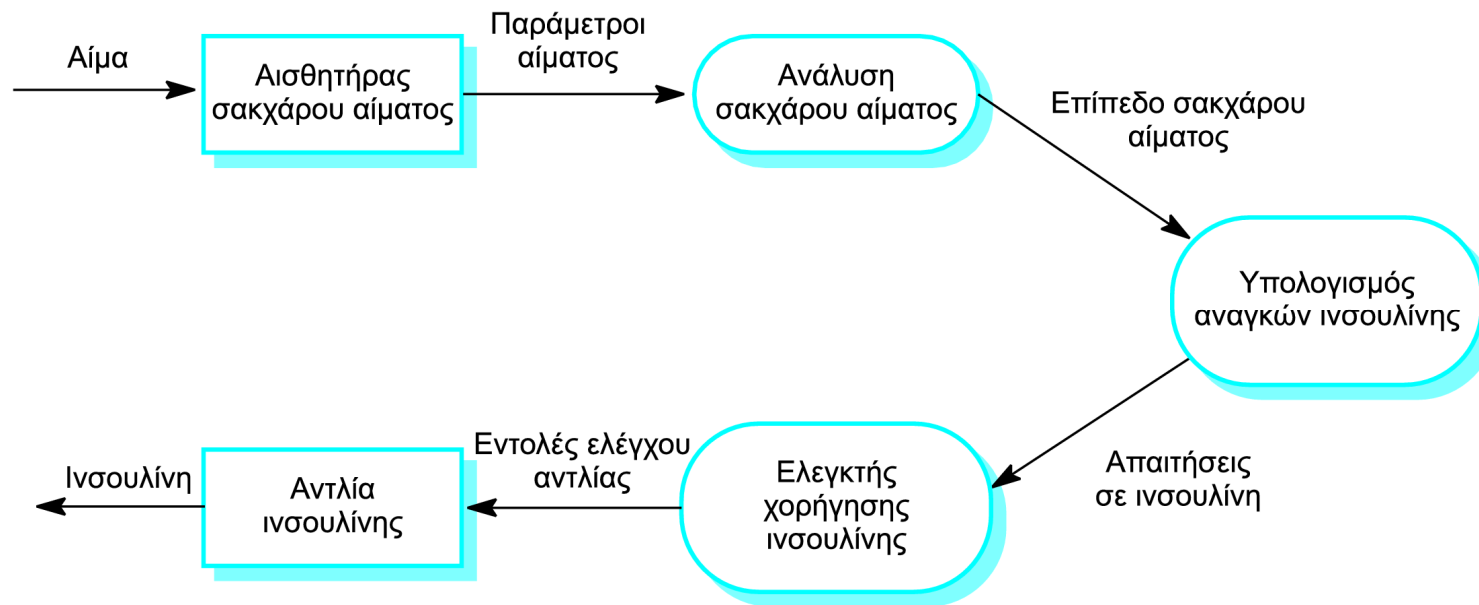 Αίμα
Αισθητήρας
σακχάρου αίματος
Παράμετροι
αίματος
Ανάλυση
σακχάρου αίματος
Επίπεδο σακχάρου
αίματος
Υπολογισμός
αναγκών ινσουλίνης
Απαιτήσεις
σε ινσουλίνη
Ελεγκτής
χορήγησης
ινσουλίνης
Εντολές ελέγχου
αντλίας
Αντλία
ινσουλίνης
Ινσουλίνη